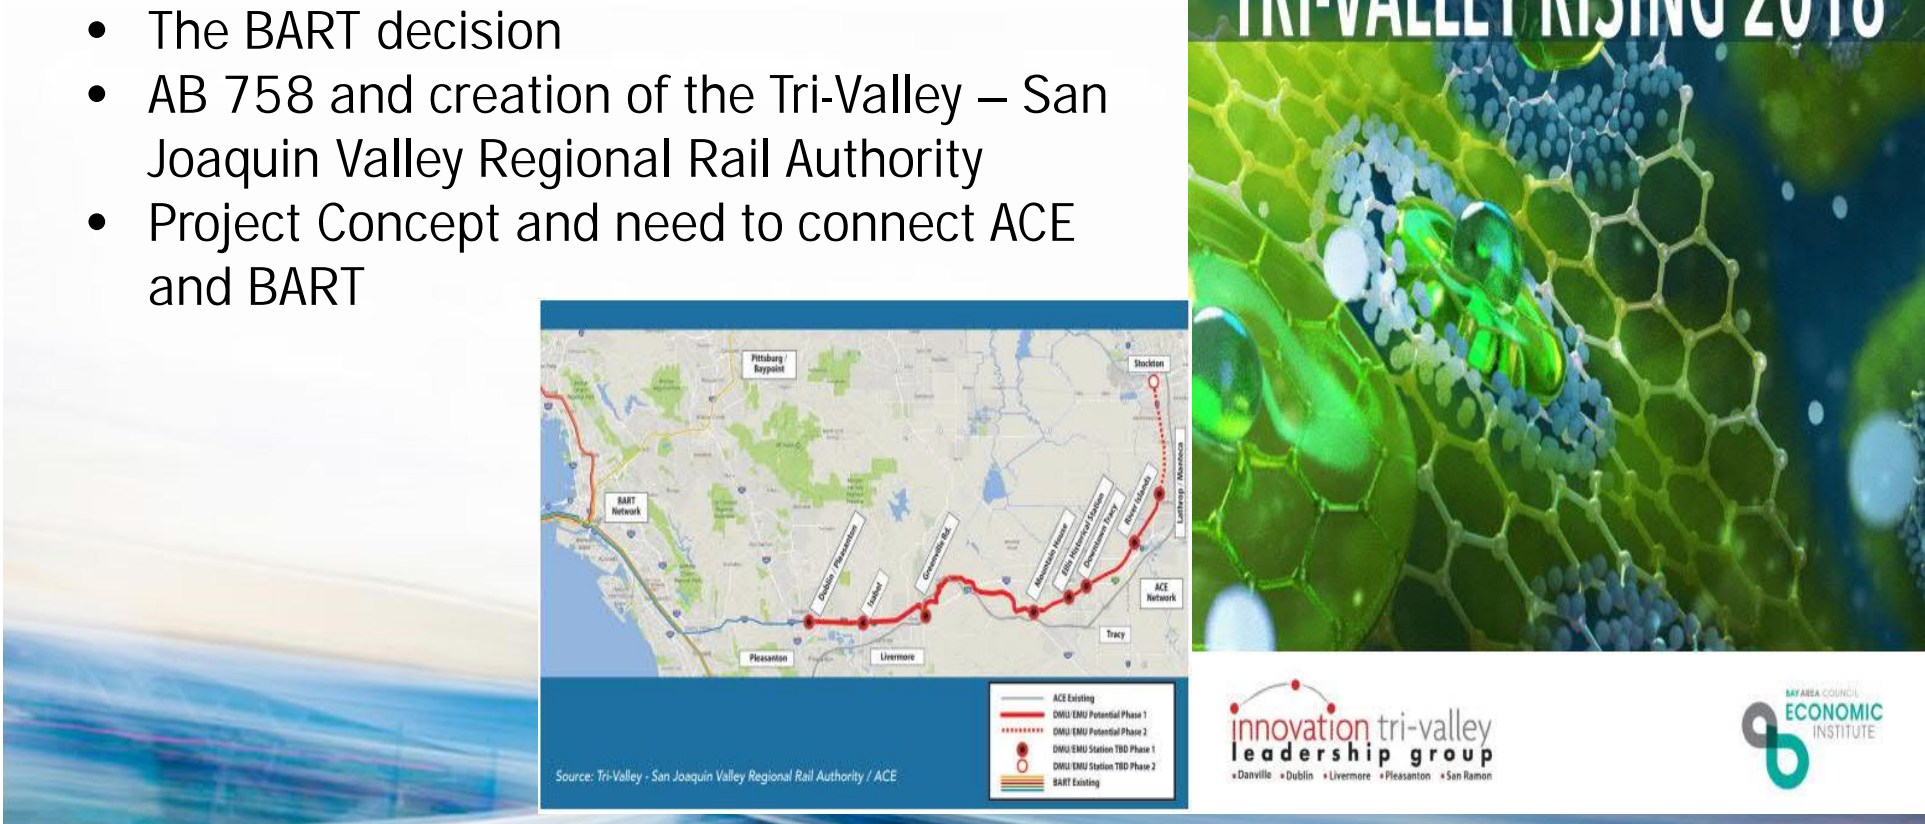 • The BART decision
• AB 758 and creation of the Tri-Valley – San
Joaquin Valley Regional Rail Authority
• Project Concept and need to connect ACE
and BART
TRI-VALLEY RISING 2018
Pittsburg /
Baypoint
Stockton
BART
Network
Dublin / Pleasanton
Isabel
Greenville Rd.
Mountain House
Ellis Historical Station
Downtown Tracy
River Islands
Lathrop / Manteca
ACE
Network
Tracy
Pleasanton
Livermore
ACE Existing
DMU/EMU Potential Phase 1
DMU/EMU Potential Phase 2
DMU/EMU Station TBD Phase 1
DMU/EMU Station TBD Phase 2
BART Existing
Source: Tri-Valley - San Joaquin Valley Regional Rail Authority / ACE
innovation tri-valley
leadership group
• Danville • Dublin • Livermore • Pleasanton • San Ramon
BAY AREA COUNCIL
ECONOMIC
INSTITUTE